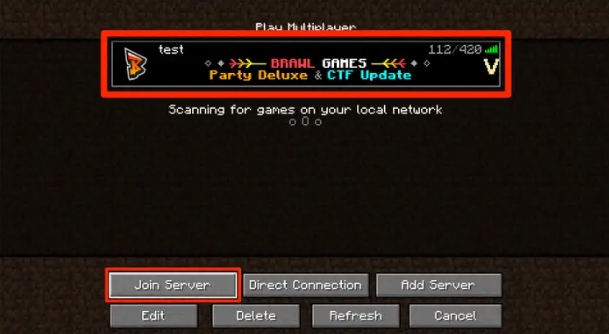 Play Multiplayer
test 112/420
BRAWL GAMES
Party Deluxe & CTF Update
V
Scanning for games on your local network
o O o
Join Server Direct Connection Add Server
Edit Delete Refresh Cancel